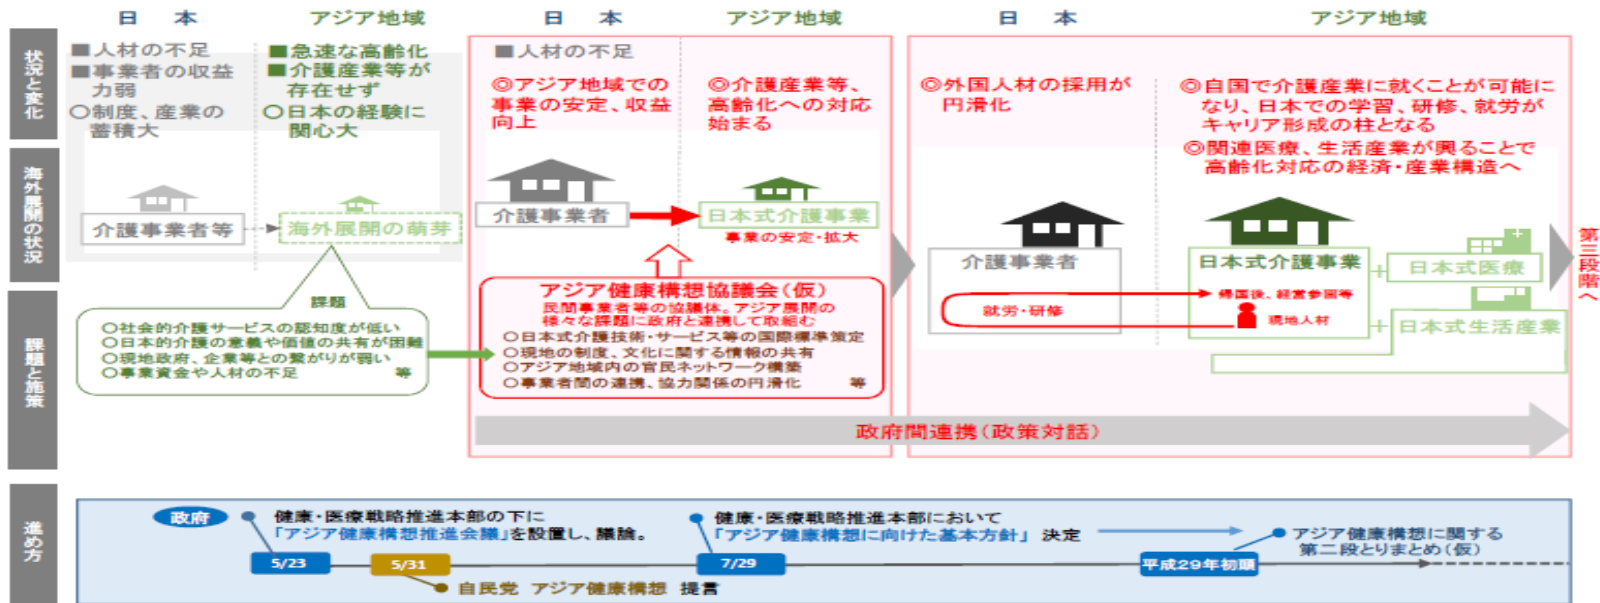 日　本
アジア地域
日　本
アジア地域
日　本
アジア地域
状況と変化
■人材の不足
■事業者の収益
力弱
○制度、産業の
蓄積大
■急速な高齢化
■介護産業等が
存在せず
○日本の経験に
関心大
■人材の不足
◎アジア地域での
事業の安定、収益
向上
◎介護産業等、
高齢化への対応
始まる
◎外国人材の採用が
円滑化
◎自国で介護産業に就くことが可能に
なり、日本での学習、研修、就労が
キャリア形成の柱となる
◎関連医療、生活産業が興ることで
高齢化対応の経済・産業構造へ
海外展開の状況
介護事業者等
海外展開の萌芽
介護事業者
日本式介護事業
事業の安定・拡大
介護事業者
日本式介護事業
+
日本式医療
帰国後、経営参画等
就労・研修
現地人材
+
日本式生活産業
第三段階へ
課題と施策
課題
○社会的介護サービスの認知度が低い
○日本的介護の意義や価値の共有が困難
○現地政府、企業等との繋がりが弱い
○事業資金や人材の不足　等
アジア健康構想協議会（仮）
民間事業者等の協議体。アジア展開の
様々な課題に政府と連携して取組む
○日本式介護技術・サービス等の国際標準策定
○現地の制度、文化に関する情報の共有
○アジア地域内の官民ネットワーク構築
○事業者間の連携、協力関係の円滑化　等
政府間連携（政策対話）
進め方
政府
健康・医療戦略推進本部の下に
「アジア健康構想推進会議」を設置し、議論。
健康・医療戦略推進本部において
「アジア健康構想に向けた基本方針」 決定
アジア健康構想に関する
第二段とりまとめ（仮）
5/23
5/31
7/29
平成29年初頭
自民党 アジア健康構想 提言